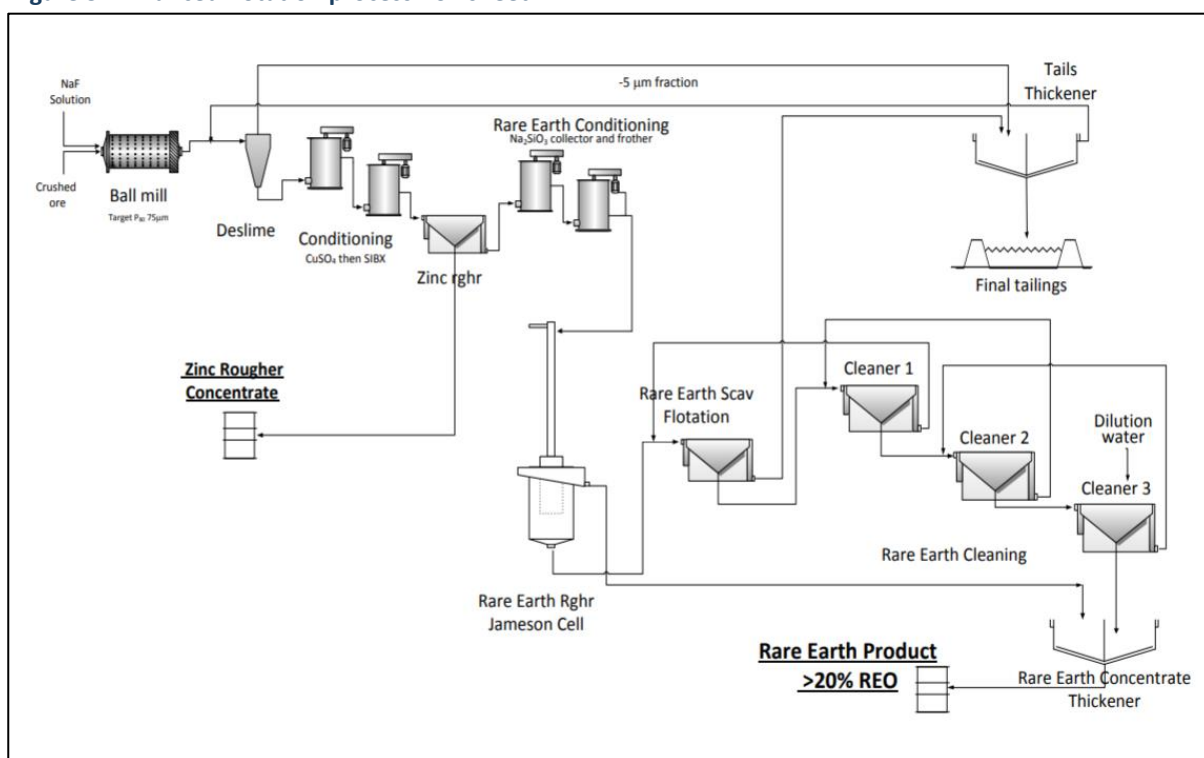 NaF
Solution
Crushed
ore
Ball mill
Target P₈₀ 75µm
Deslime
Conditioning
CuSO₄ then SIBX
Zinc rghr
Rare Earth Conditioning
Na₂SiO₃ collector and frother
-5 µm fraction
Tails
Thickener
Final tailings
Zinc Rougher
Concentrate
Rare Earth Rghr
Jameson Cell
Rare Earth Scav
Flotation
Cleaner 1
Cleaner 2
Dilution
water
Cleaner 3
Rare Earth Cleaning
Rare Earth Product
>20% REO
Rare Earth Concentrate
Thickener